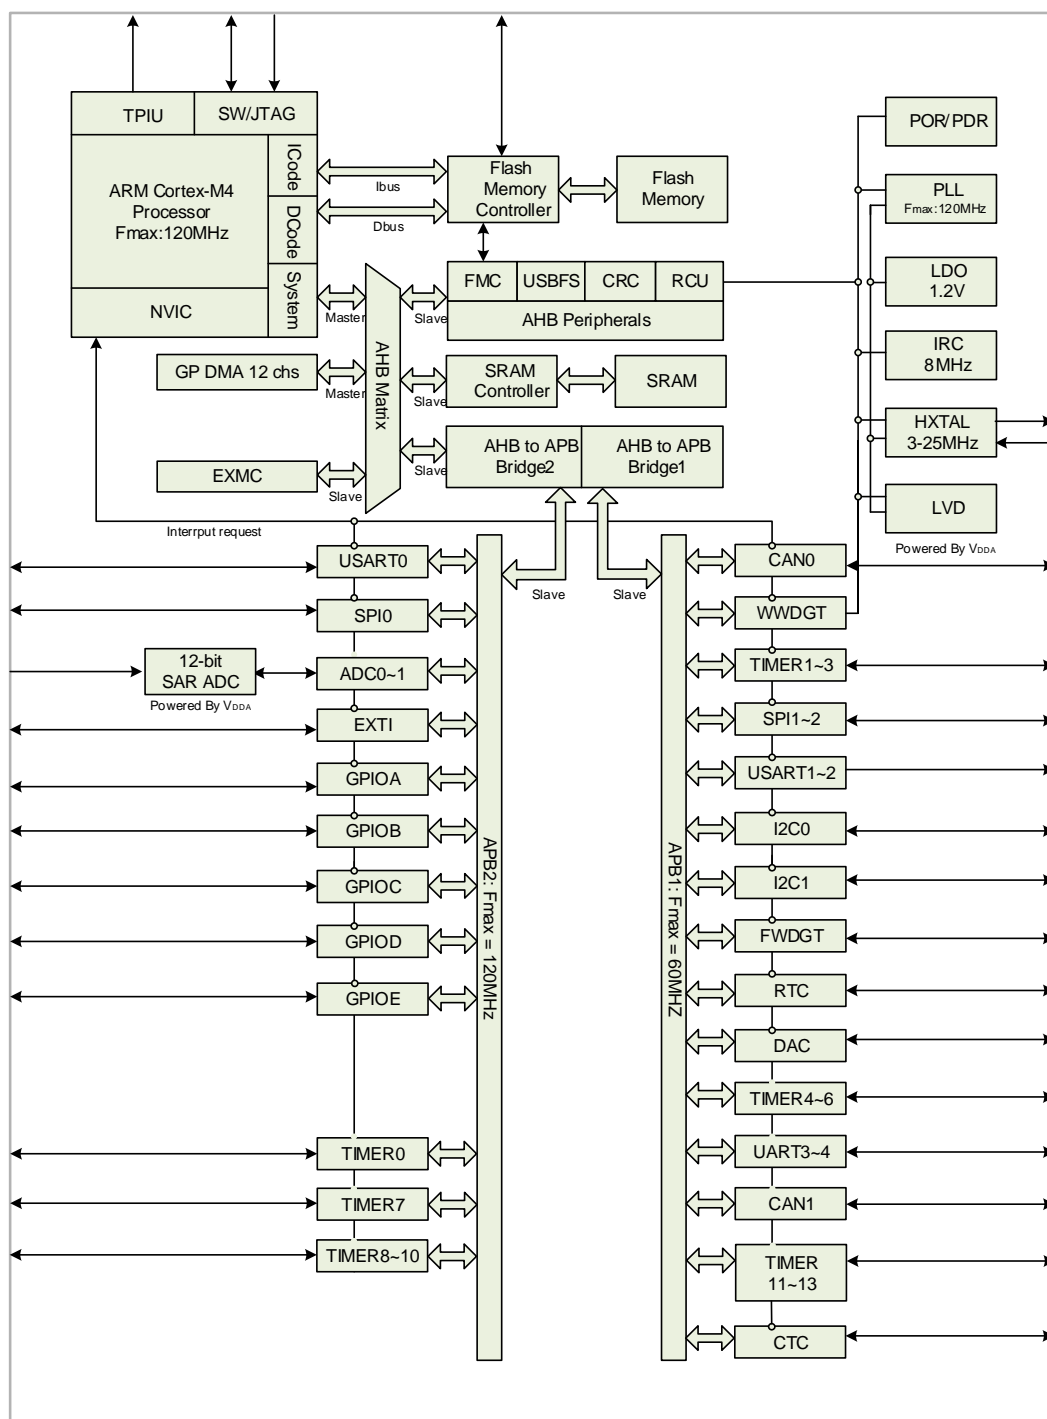 TPIU
SW/JTAG
POR/PDR
ICode
Ibus
Flash
Memory
Controller
Flash
Memory
ARM Cortex-M4
Processor
Fmax:120MHz
DCode
Dbus
PLL
Fmax:120MHz
System
NVIC
Master
Slave
FMC
USBFS
CRC
RCU
AHB Peripherals
LDO
1.2V
AHB Matrix
GP DMA 12 chs
Master
Slave
SRAM
Controller
SRAM
IRC
8MHz
HXTAL
3-25MHz
EXMC
Slave
Slave
AHB to APB
Bridge2
AHB to APB
Bridge1
LVD
Powered By VDDA
Interrput request
Slave
Slave
USART0
SPI0
12-bit
SAR ADC
Powered By VDDA
ADC0~1
EXTI
GPIOA
GPIOB
GPIOC
GPIOD
GPIOE
TIMER0
TIMER7
TIMER8~10
APB2: Fmax = 120MHz
APB1: Fmax = 60MHZ
CAN0
WWDGT
TIMER1~3
SPI1~2
USART1~2
I2C0
I2C1
FWDGT
RTC
DAC
TIMER4~6
UART3~4
CAN1
TIMER
11~13
CTC